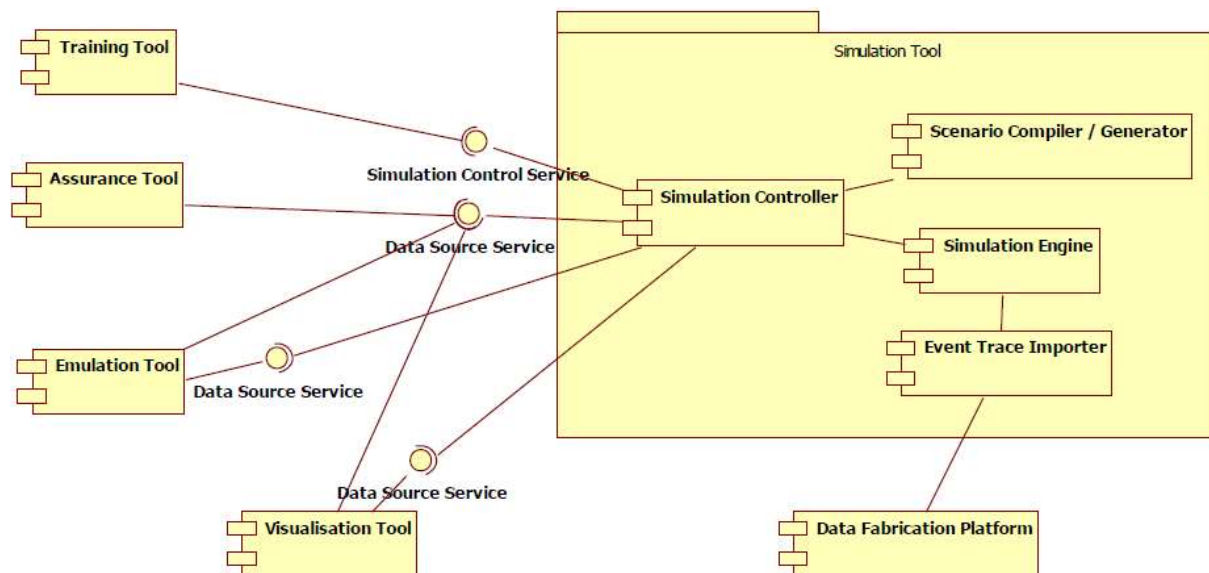 Training Tool
Simulation Tool
Scenario Compiler / Generator
Simulation Control Service
Assurance Tool
Simulation Controller
Data Source Service
Simulation Engine
Event Trace Importer
Emulation Tool
Data Source Service
Data Source Service
Visualisation Tool
Data Fabrication Platform